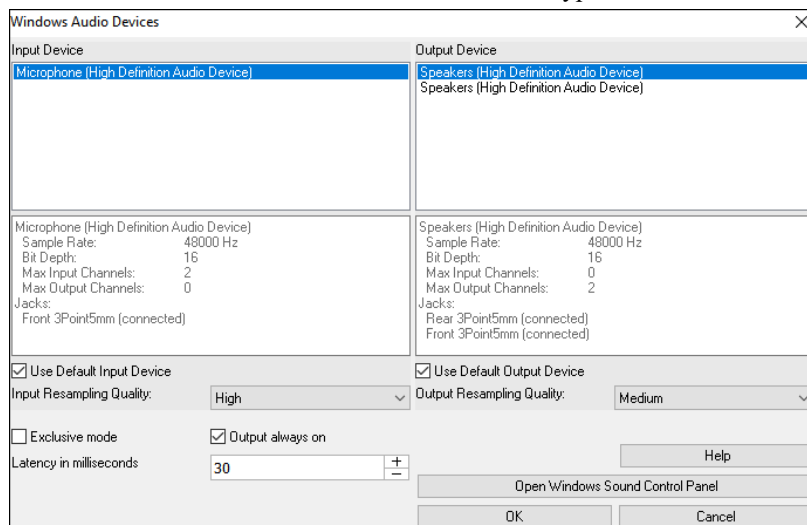 Windows Audio Devices
Input Device
Microphone (High Definition Audio Device)
Microphone (High Definition Audio Device)
Sample Rate: 48000 Hz
Bit Depth: 16
Max Input Channels: 2
Max Output Channels: 0
Jacks:
Front 3Point5mm (connected)
Use Default Input Device
Input Resampling Quality: High
Output Device
Speakers (High Definition Audio Device)
Speakers (High Definition Audio Device)
Speakers (High Definition Audio Device)
Sample Rate: 48000 Hz
Bit Depth: 16
Max Input Channels: 0
Max Output Channels: 2
Jacks:
Rear 3Point5mm (connected)
Front 3Point5mm (connected)
Use Default Output Device
Output Resampling Quality: Medium
Exclusive mode
Output always on
Latency in milliseconds 30
Help
Open Windows Sound Control Panel
OK
Cancel